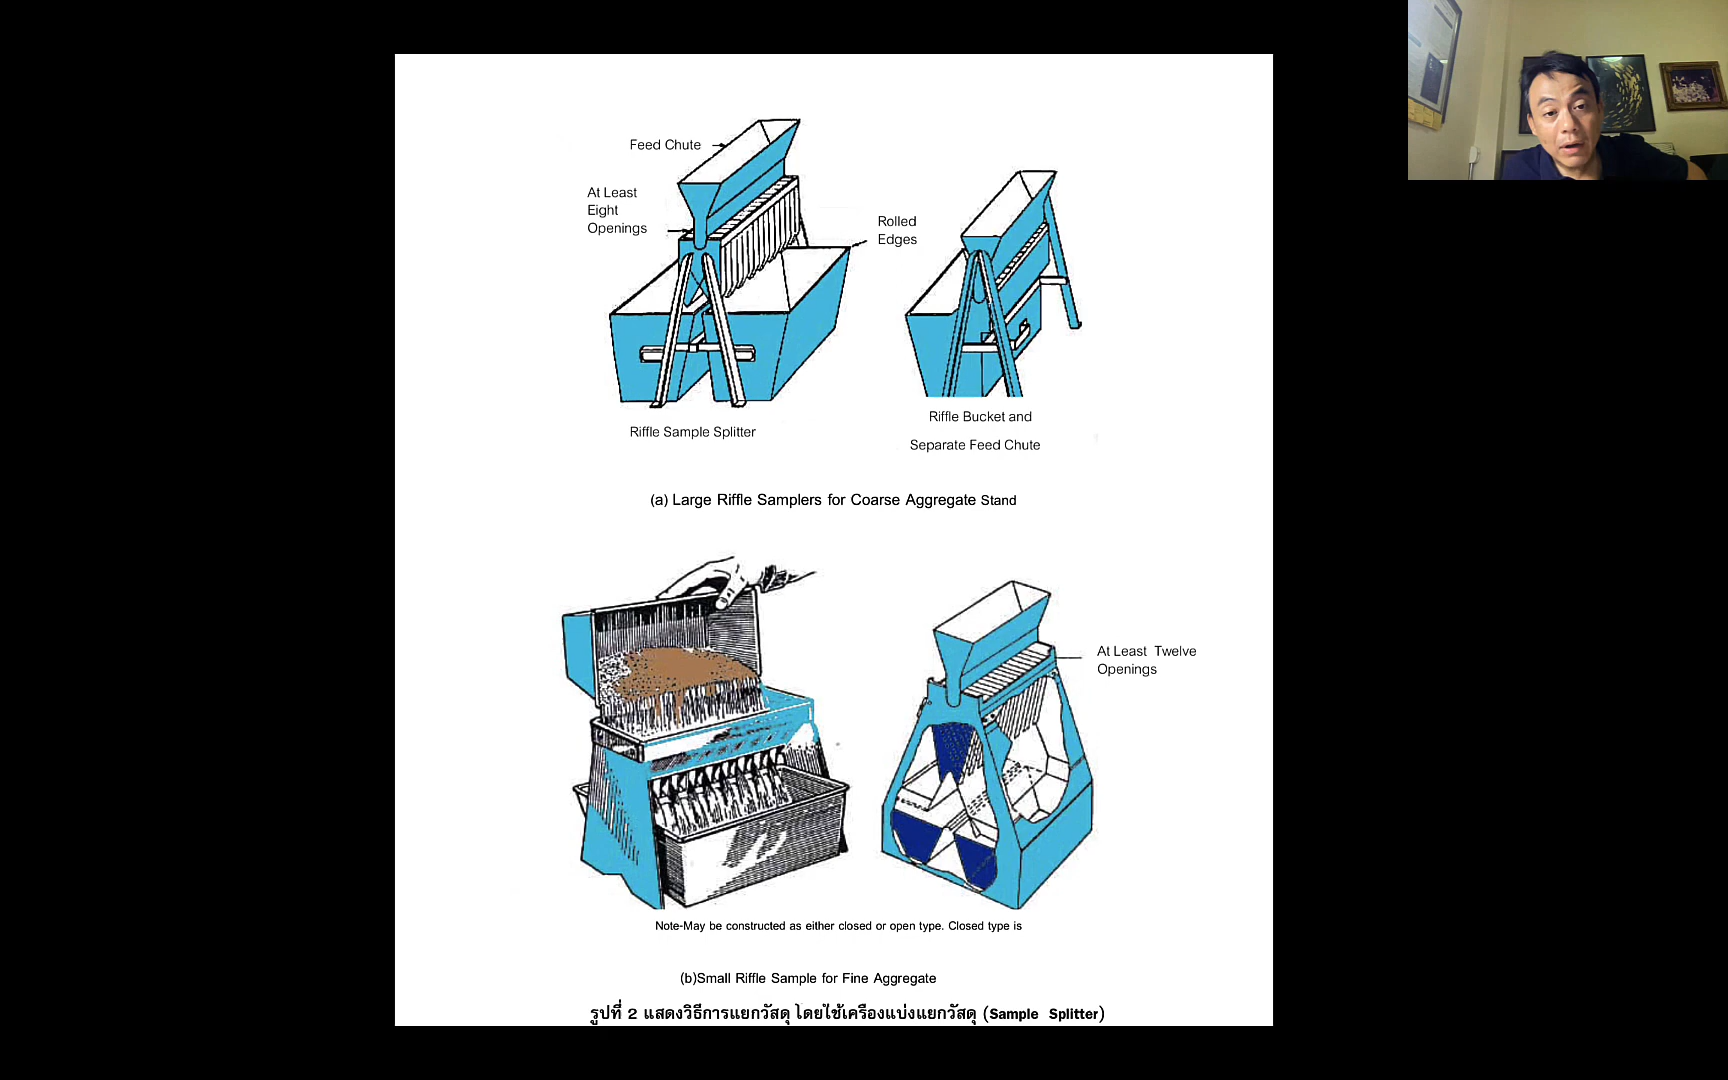 Feed Chute
At Least
Eight
Openings
Rolled
Edges
Riffle Sample Splitter
Riffle Bucket and
Separate Feed Chute
(a) Large Riffle Samplers for Coarse Aggregate Stand
At Least Twelve
Openings
Note-May be constructed as either closed or open type. Closed type is
(b)Small Riffle Sample for Fine Aggregate
รูปที่ 2 แสดงวิธีการแยกวัสดุ โดยใช้เครื่องแบ่งแยกวัสดุ (Sample Splitter)